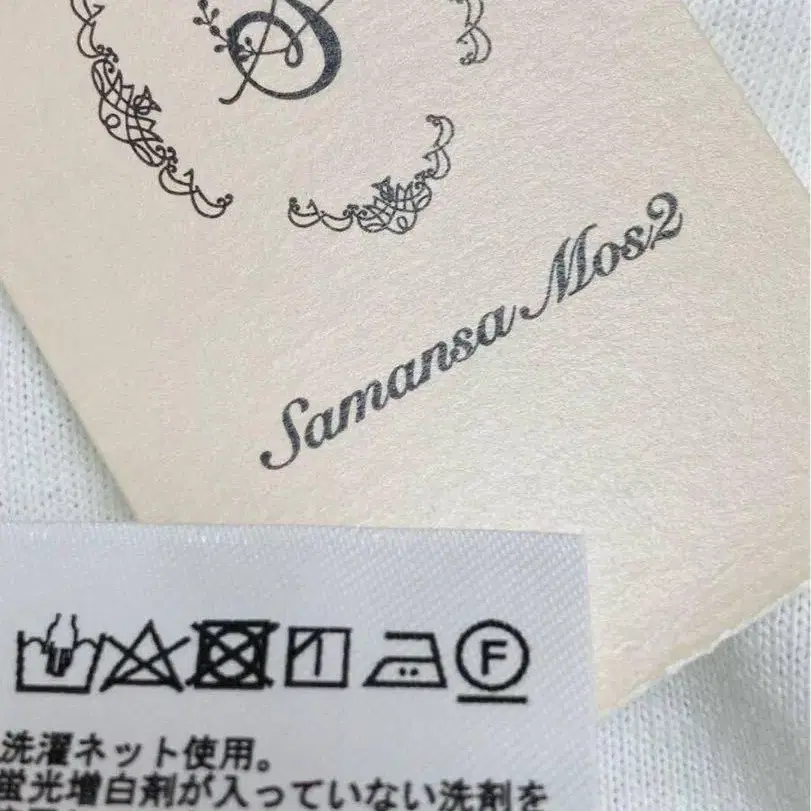 Samansa Mos2
F
洗濯ネット使用。
蛍光増白剤が入っていない洗剤を